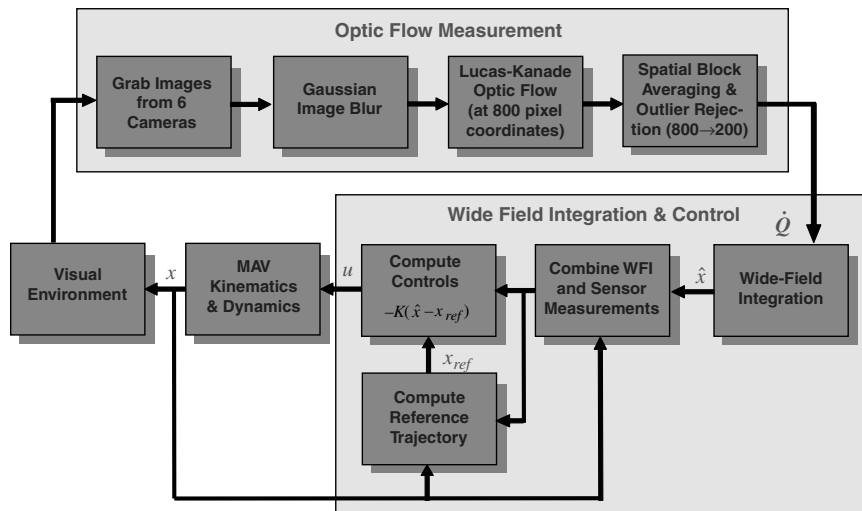 Optic Flow Measurement
Grab Images
from 6
Cameras
Gaussian
Image Blur
Lucas-Kanade
Optic Flow
(at 800 pixel
coordinates)
Spatial Block
Averaging &
Outlier Rejec-
tion (800→200)
Wide Field Integration & Control
Q̇
Visual
Environment
x
MAV
Kinematics
& Dynamics
u
Compute
Controls
−K(x̂ − x_ref)
Combine WFI
and Sensor
Measurements
x̂
Wide-Field
Integration
x_ref
Compute
Reference
Trajectory